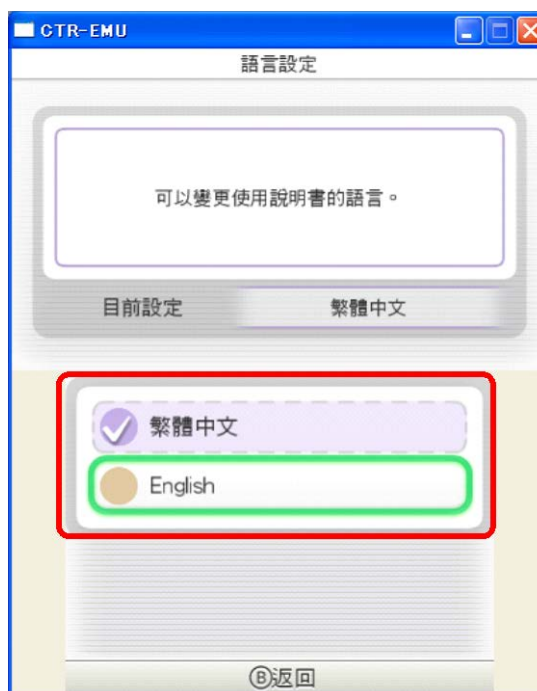 CTR-EMU
語言設定
可以變更使用說明書的語言。
目前設定 繁體中文
繁體中文
English
Ⓑ返回